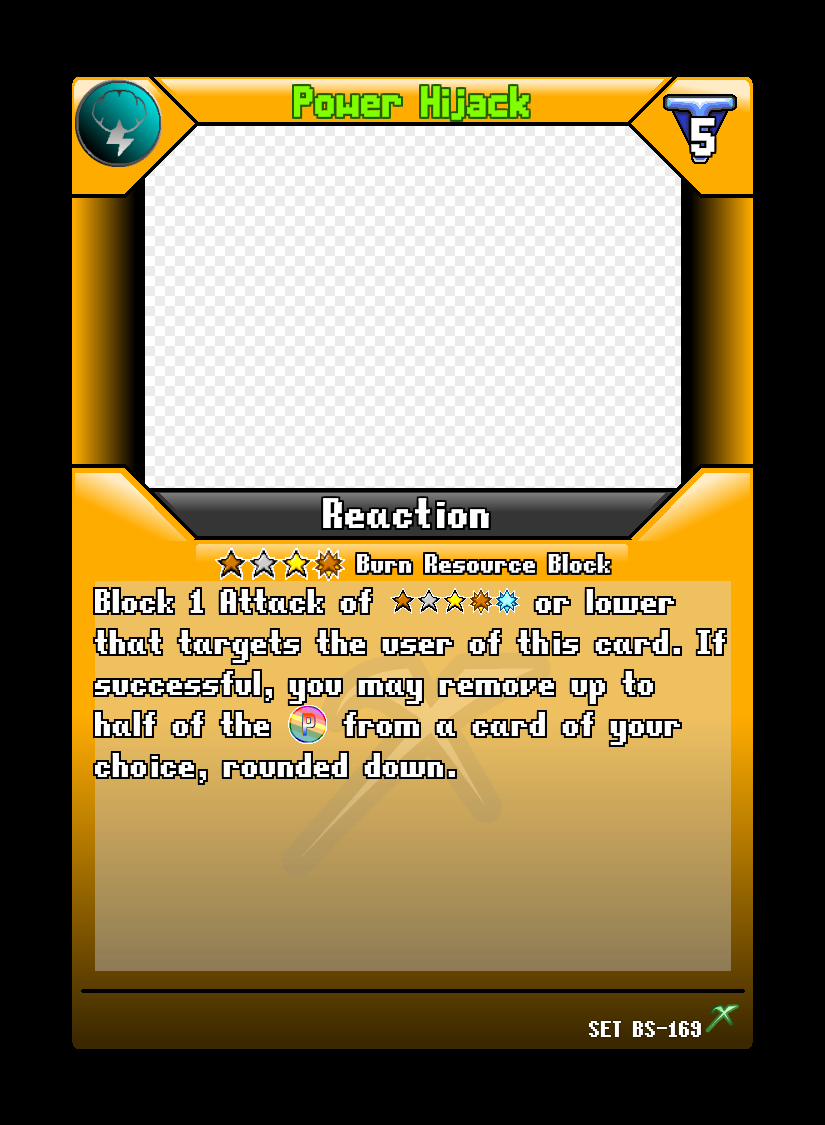 Power Hijack
5
Reaction
Burn Resource Block
Block 1 Attack of or lower
that targets the user of this card. If
successful, you may remove up to
half of the P from a card of your
choice, rounded down.
SET BS-169